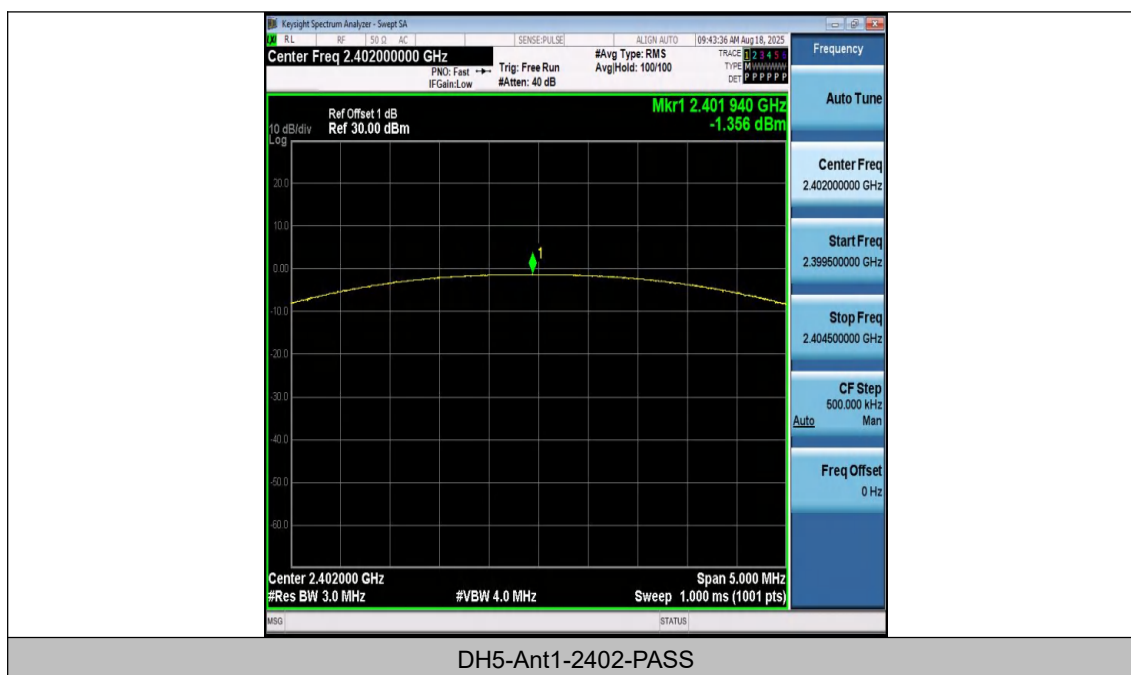 Keysight Spectrum Analyzer - Swept SA
RL RF 50 Ω AC SENSE:PULSE ALIGN AUTO 09:43:36 AM Aug 18, 2025
Center Freq 2.402000000 GHz
PNO: Fast
IFGain:Low
Trig: Free Run
#Atten: 40 dB
#Avg Type: RMS
Avg|Hold: 100/100
TRACE 1 2 3 4 5 6
TYPE M W W W W W
DET P P P P P P
Mkr1 2.401 940 GHz
-1.356 dBm
Ref Offset 1 dB
10 dB/div Ref 30.00 dBm
Log
20.0
10.0
0.00
-10.0
-20.0
-30.0
-40.0
-50.0
-60.0
1
Center 2.402000 GHz Span 5.000 MHz
#Res BW 3.0 MHz #VBW 4.0 MHz Sweep 1.000 ms (1001 pts)
MSG STATUS
Frequency
Auto Tune
Center Freq
2.402000000 GHz
Start Freq
2.399500000 GHz
Stop Freq
2.404500000 GHz
CF Step
500.000 kHz
Auto Man
Freq Offset
0 Hz
DH5-Ant1-2402-PASS